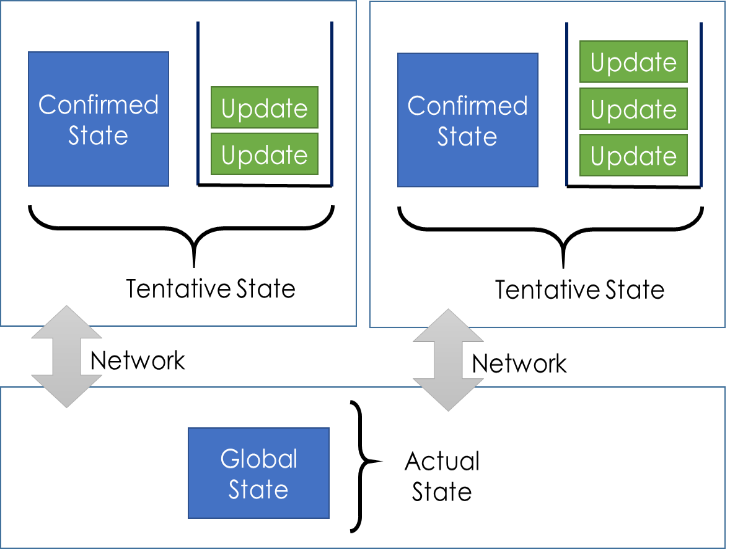 Confirmed
State
Update
Update
Tentative State
Confirmed
State
Update
Update
Update
Tentative State
Network
Network
Global
State
Actual
State